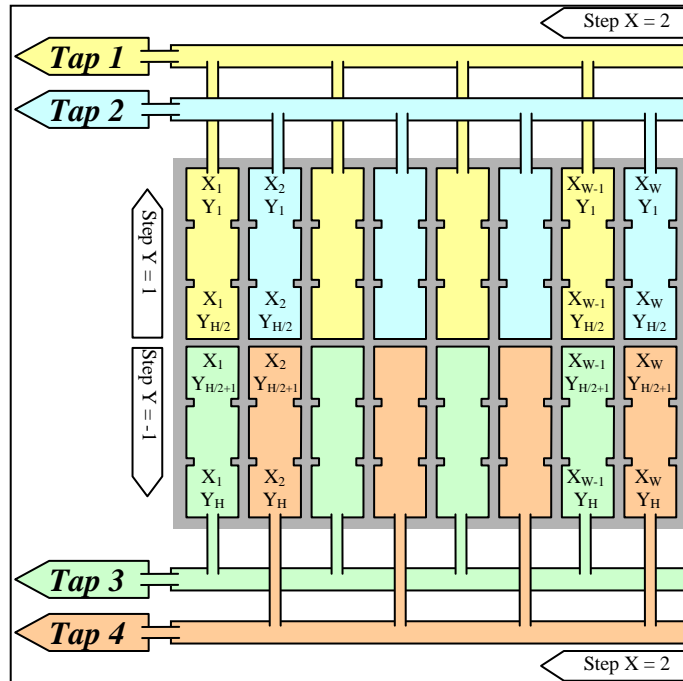 Step X = 2
Tap 1
Tap 2
X1 X2 XW-1 XW
Y1 Y1 Y1 Y1
Step Y = 1
X1 X2 XW-1 XW
YH/2 YH/2 YH/2 YH/2
X1 X2 XW-1 XW
YH/2+1 YH/2+1 YH/2+1 YH/2+1
Step Y = -1
X1 X2 XW-1 XW
YH YH YH YH
Tap 3
Tap 4
Step X = 2